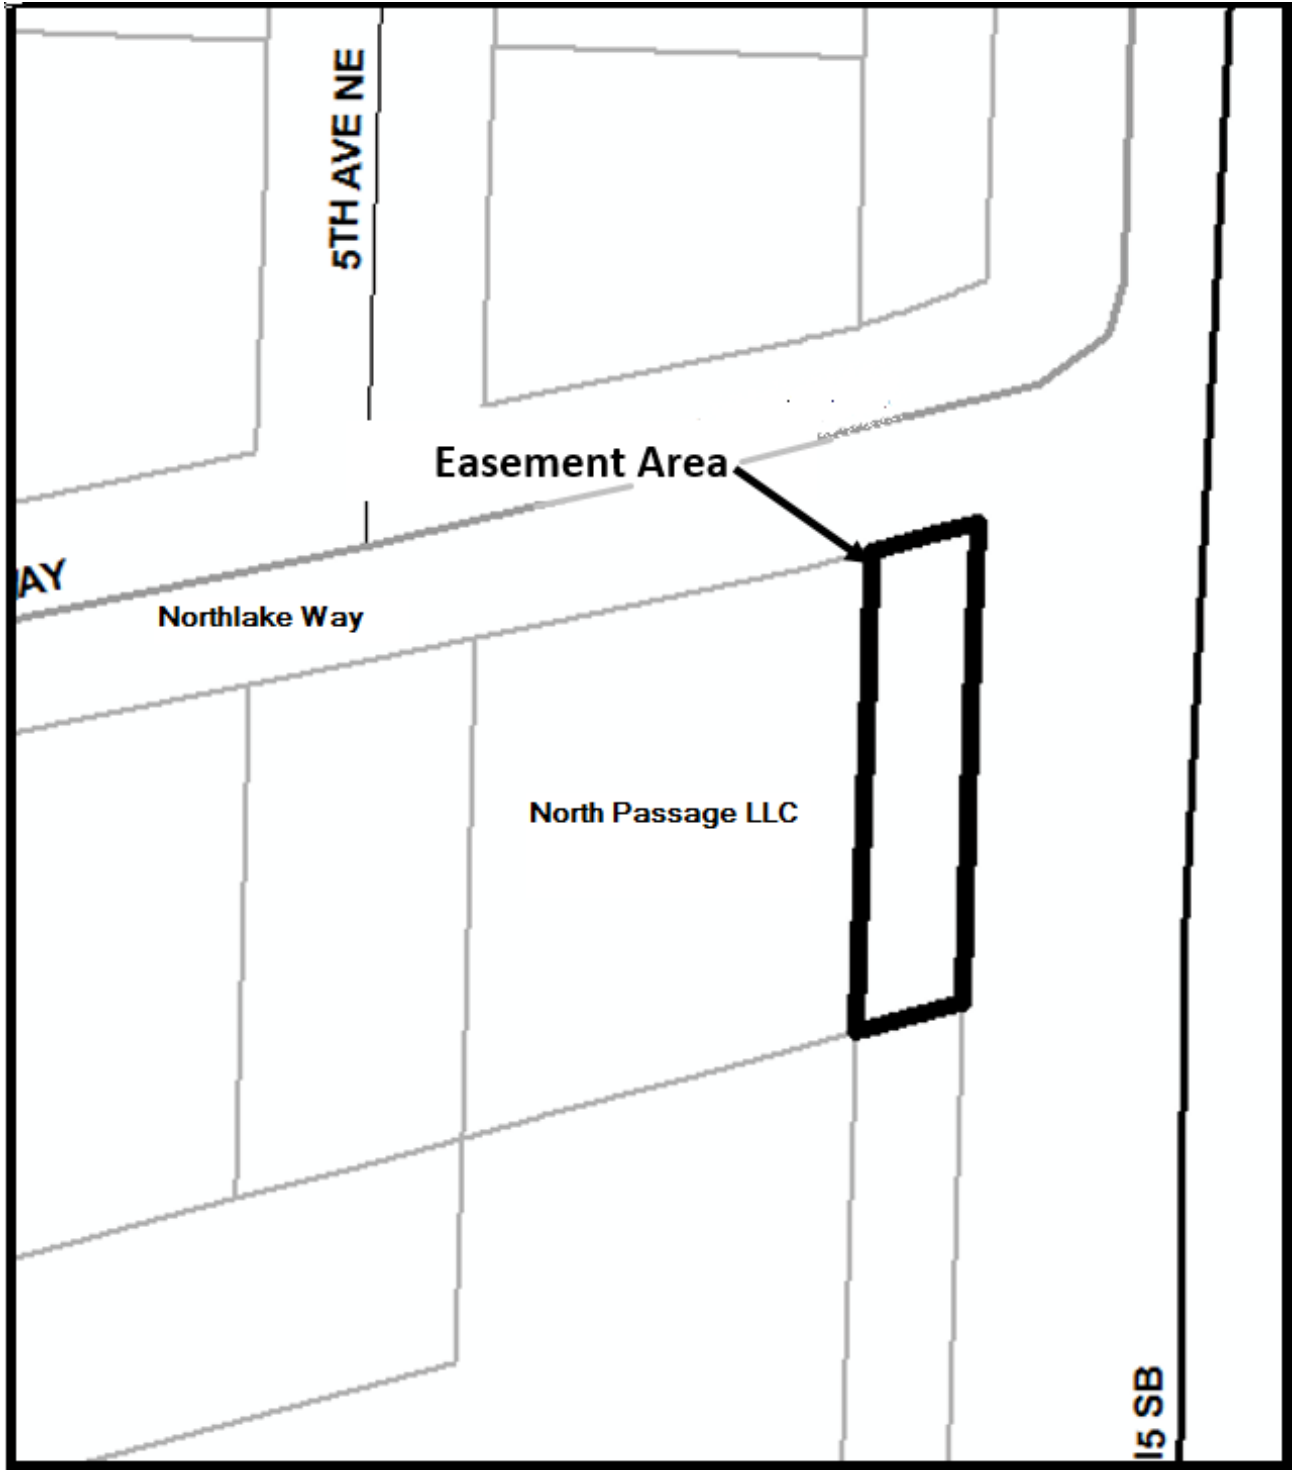 5TH AVE NE
Easement Area
AY
Northlake Way
North Passage LLC
I5 SB